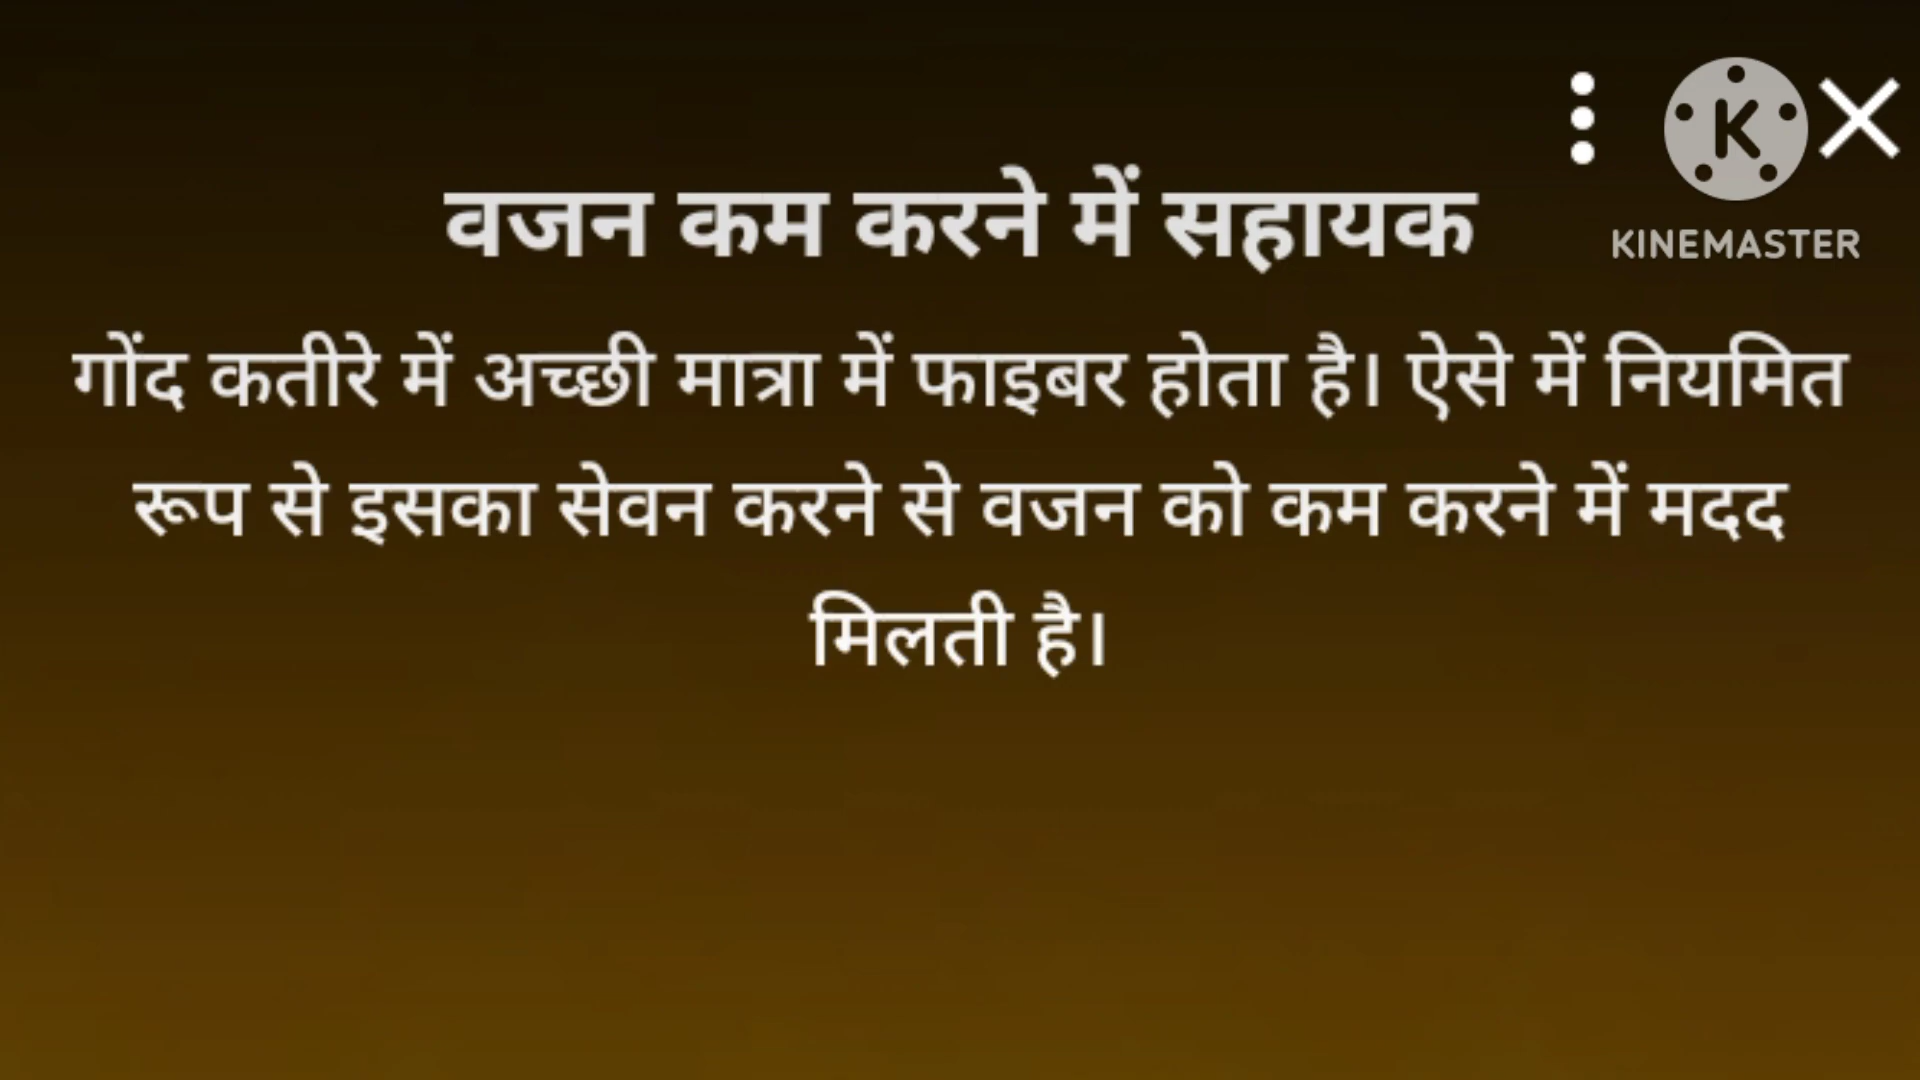 वजन कम करने में सहायक
KINEMASTER
गोंद कतीरे में अच्छी मात्रा में फाइबर होता है। ऐसे में नियमित
रूप से इसका सेवन करने से वजन को कम करने में मदद
मिलती है।